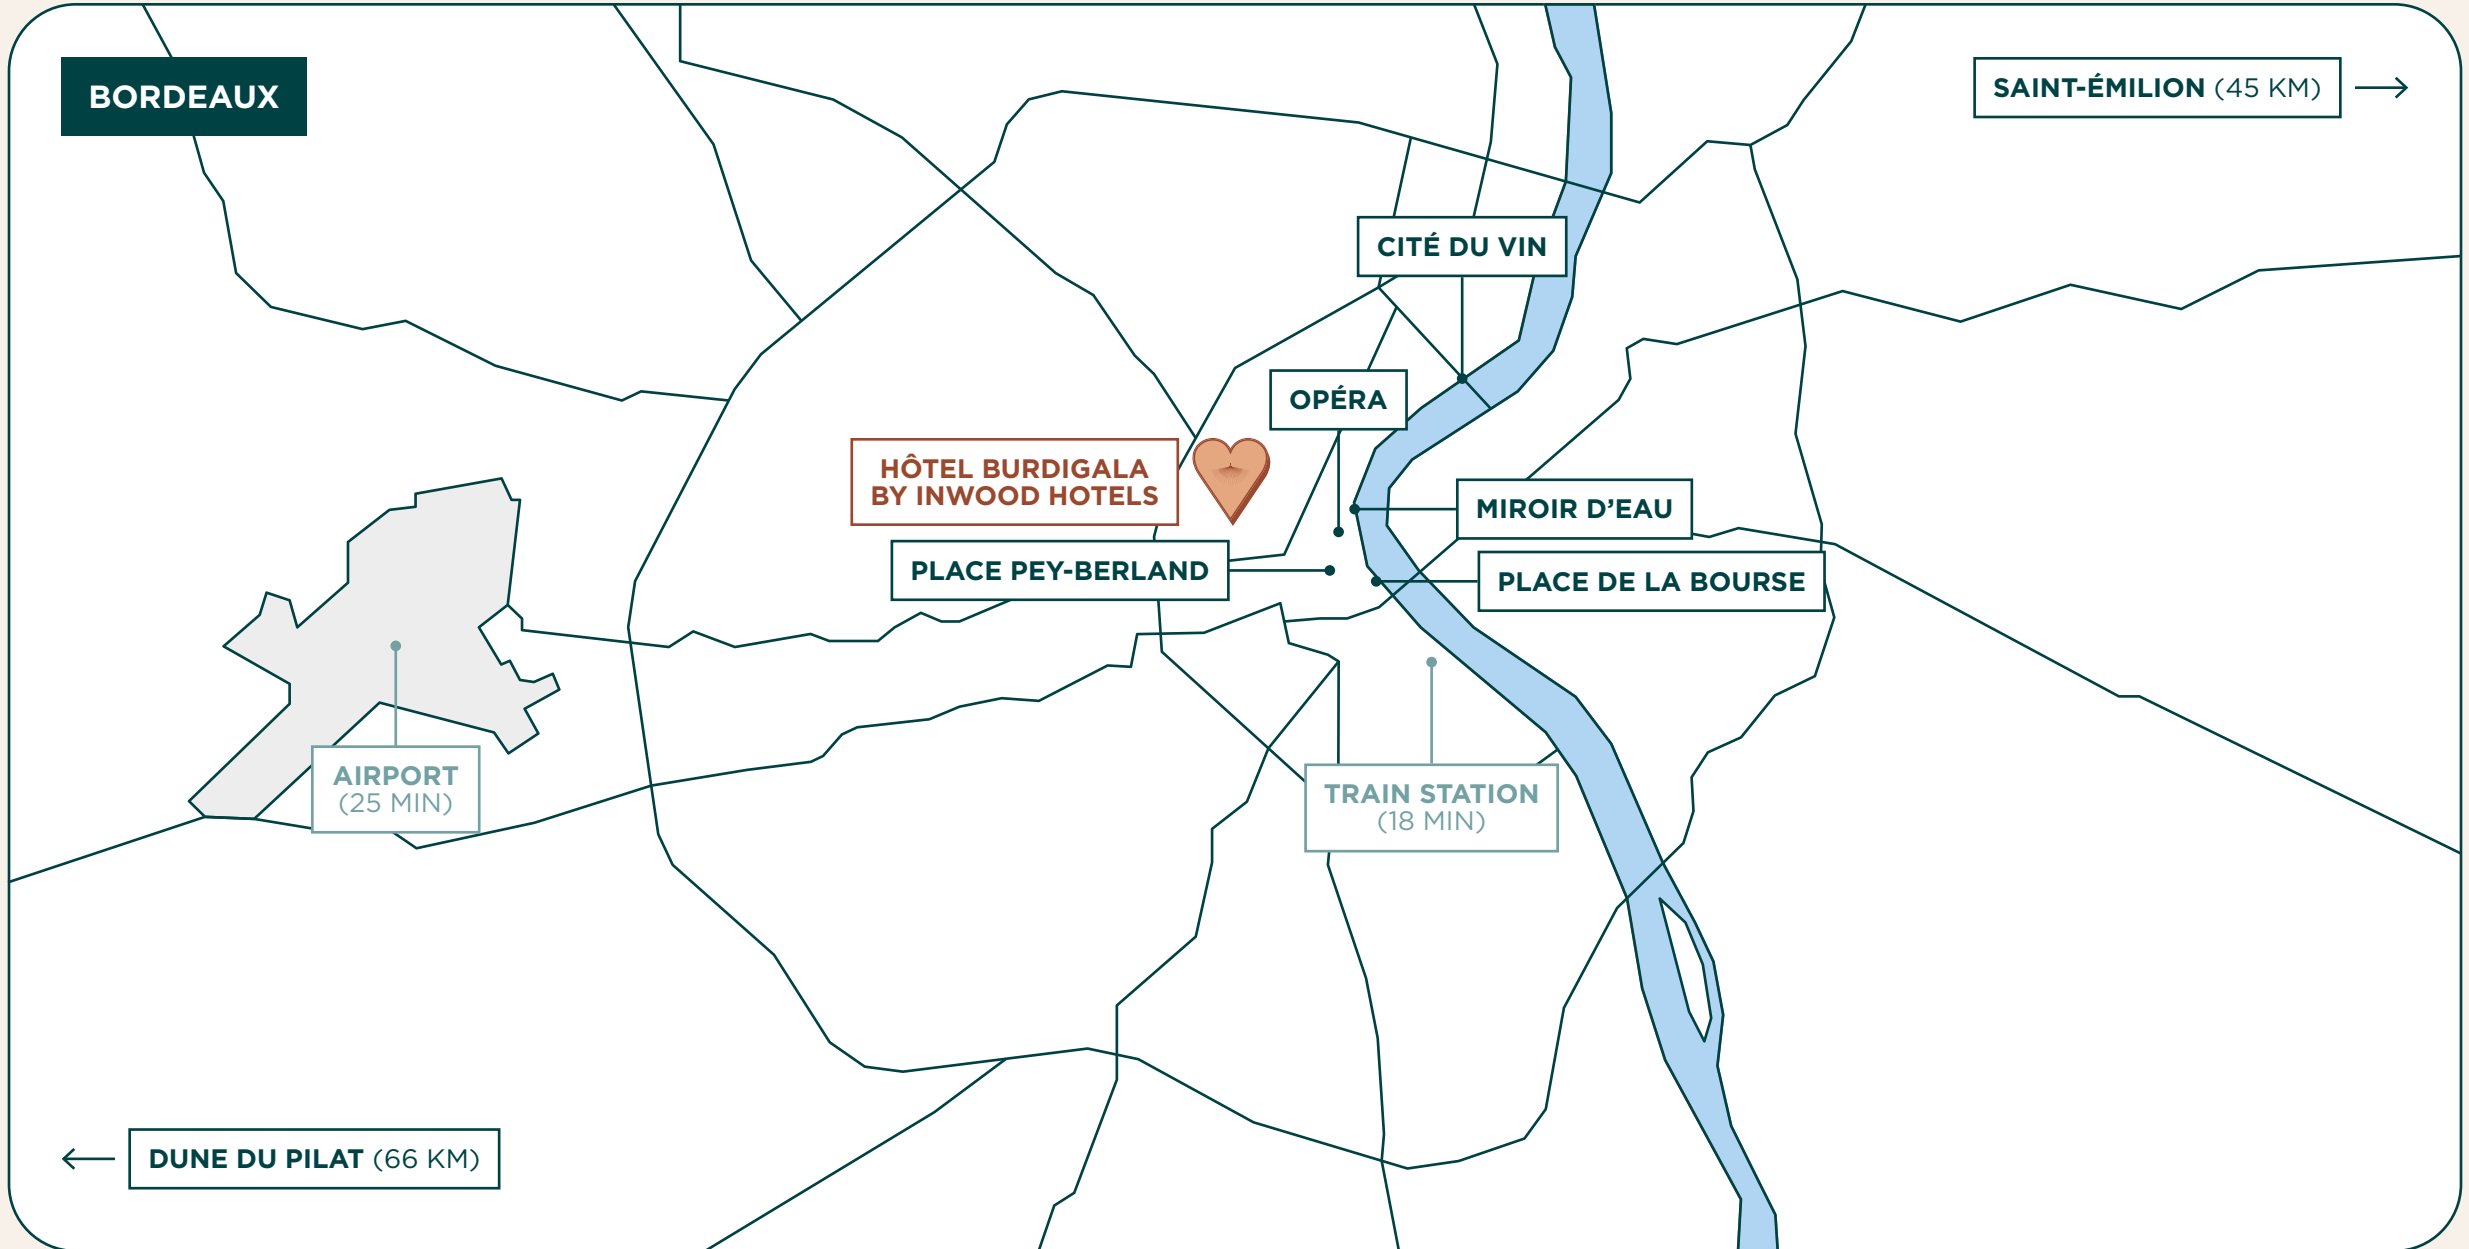 BORDEAUX
SAINT-ÉMILION (45 KM)
CITÉ DU VIN
OPÉRA
HÔTEL BURDIGALA
BY INWOOD HOTELS
MIROIR D’EAU
PLACE PEY-BERLAND
PLACE DE LA BOURSE
AIRPORT
(25 MIN)
TRAIN STATION
(18 MIN)
DUNE DU PILAT (66 KM)